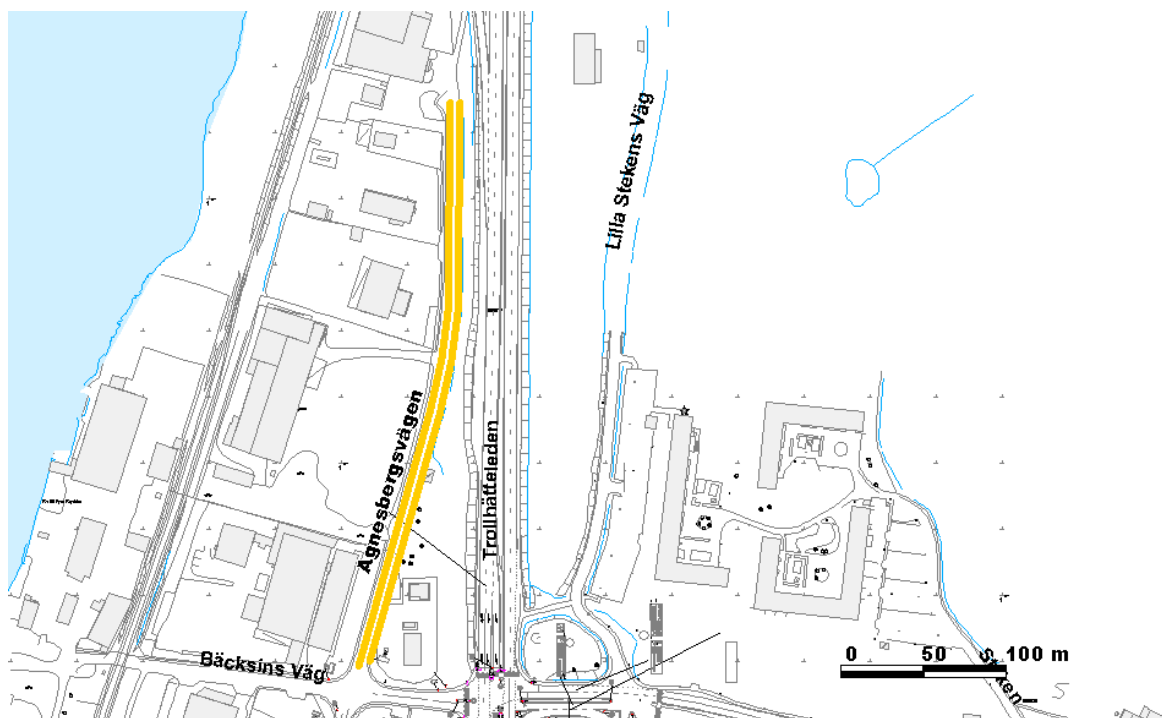 Lilla Stekens Väg
Agnesbergsvägen
Trollhätteleden
Bäcksins Väg
0 50 100 m